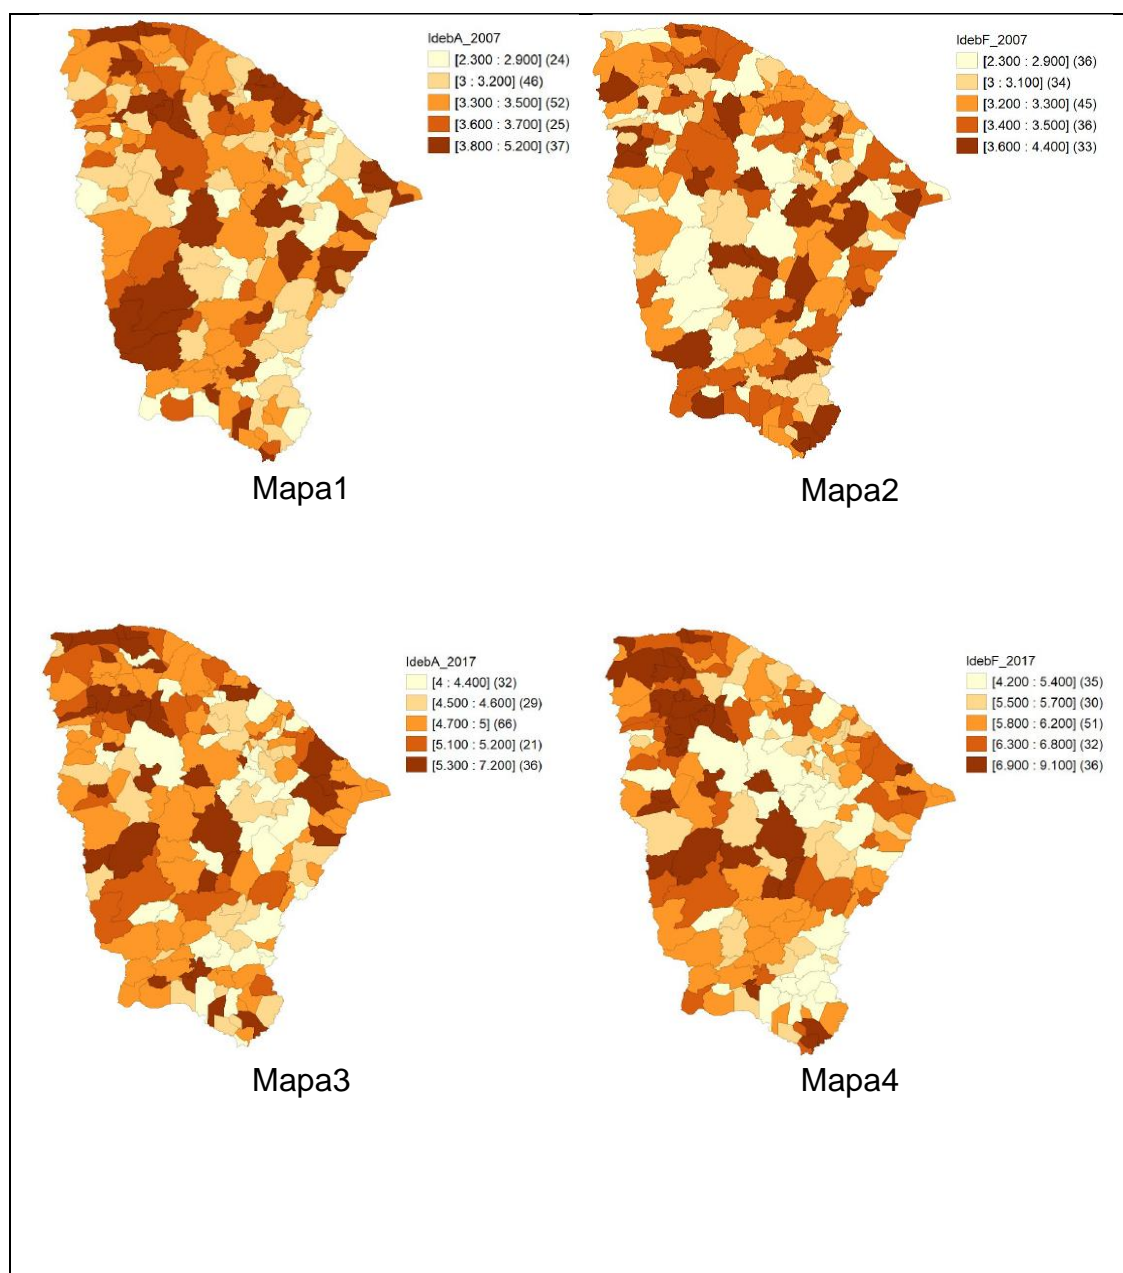 IdebA_2007
[2.300 : 2.900] (24)
[3 : 3.200] (46)
[3.300 : 3.500] (52)
[3.600 : 3.700] (25)
[3.800 : 5.200] (37)
Mapa1
IdebF_2007
[2.300 : 2.900] (36)
[3 : 3.100] (34)
[3.200 : 3.300] (45)
[3.400 : 3.500] (36)
[3.600 : 4.400] (33)
Mapa2
IdebA_2017
[4 : 4.400] (32)
[4.500 : 4.600] (29)
[4.700 : 5] (66)
[5.100 : 5.200] (21)
[5.300 : 7.200] (36)
Mapa3
IdebF_2017
[4.200 : 5.400] (35)
[5.500 : 5.700] (30)
[5.800 : 6.200] (51)
[6.300 : 6.800] (32)
[6.900 : 9.100] (36)
Mapa4